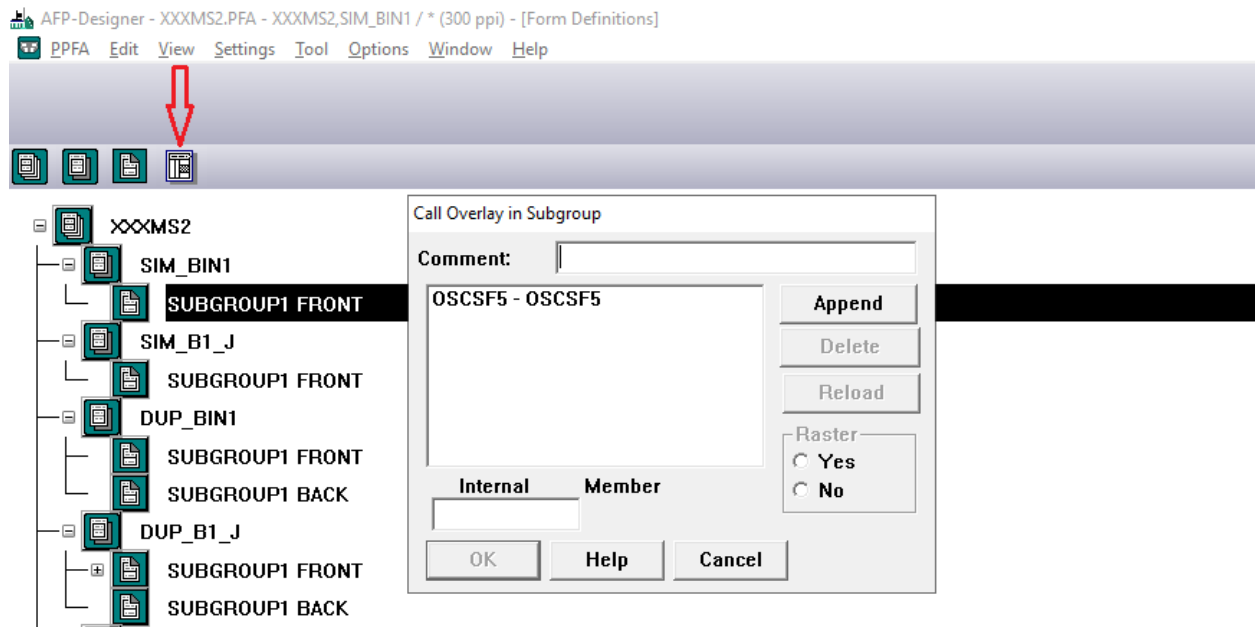 AFP-Designer - XXXMS2.PFA - XXXMS2,SIM_BIN1 / * (300 ppi) - [Form Definitions]
PPFA Edit View Settings Tool Options Window Help
XXXMS2
SIM_BIN1
SUBGROUP1 FRONT
SIM_B1_J
SUBGROUP1 FRONT
DUP_BIN1
SUBGROUP1 FRONT
SUBGROUP1 BACK
DUP_B1_J
SUBGROUP1 FRONT
SUBGROUP1 BACK
Call Overlay in Subgroup
Comment:
OSCSF5 - OSCSF5
Append
Delete
Reload
Raster
Yes
No
Internal Member
OK Help Cancel